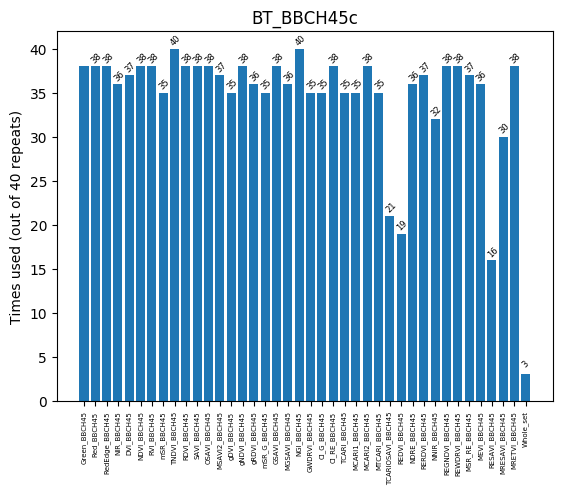 BT_BBCH45c
Times used (out of 40 repeats)
40
35
30
25
20
15
10
5
0
38
38
36
37
38
38
35
40
38
38
38
37
35
38
36
35
38
36
40
35
35
38
35
35
38
35
21
19
36
37
32
38
38
37
36
16
30
38
3
Green_BBCH45
Red_BBCH45
RedEdge_BBCH45
NIR_BBCH45
DVI_BBCH45
NDVI_BBCH45
RVI_BBCH45
mSR_BBCH45
TNDVI_BBCH45
RDVI_BBCH45
SAVI_BBCH45
OSAVI_BBCH45
MSAVI2_BBCH45
gDVI_BBCH45
gNDVI_BBCH45
gRDVI_BBCH45
mSR_G_BBCH45
GSAVI_BBCH45
MGSAVI_BBCH45
NGI_BBCH45
GWDRVI_BBCH45
CI_G_BBCH45
CI_RE_BBCH45
TCARI_BBCH45
MCARI1_BBCH45
MCARI2_BBCH45
MTCARI_BBCH45
TCARIOSAVI_BBCH45
REDVI_BBCH45
NDRE_BBCH45
RERDVI_BBCH45
NNIR_BBCH45
REGNDVI_BBCH45
REWDRVI_BBCH45
MSR_RE_BBCH45
MEVI_BBCH45
RESAVI_BBCH45
MRESAVI_BBCH45
MRETVI_BBCH45
Whole_set